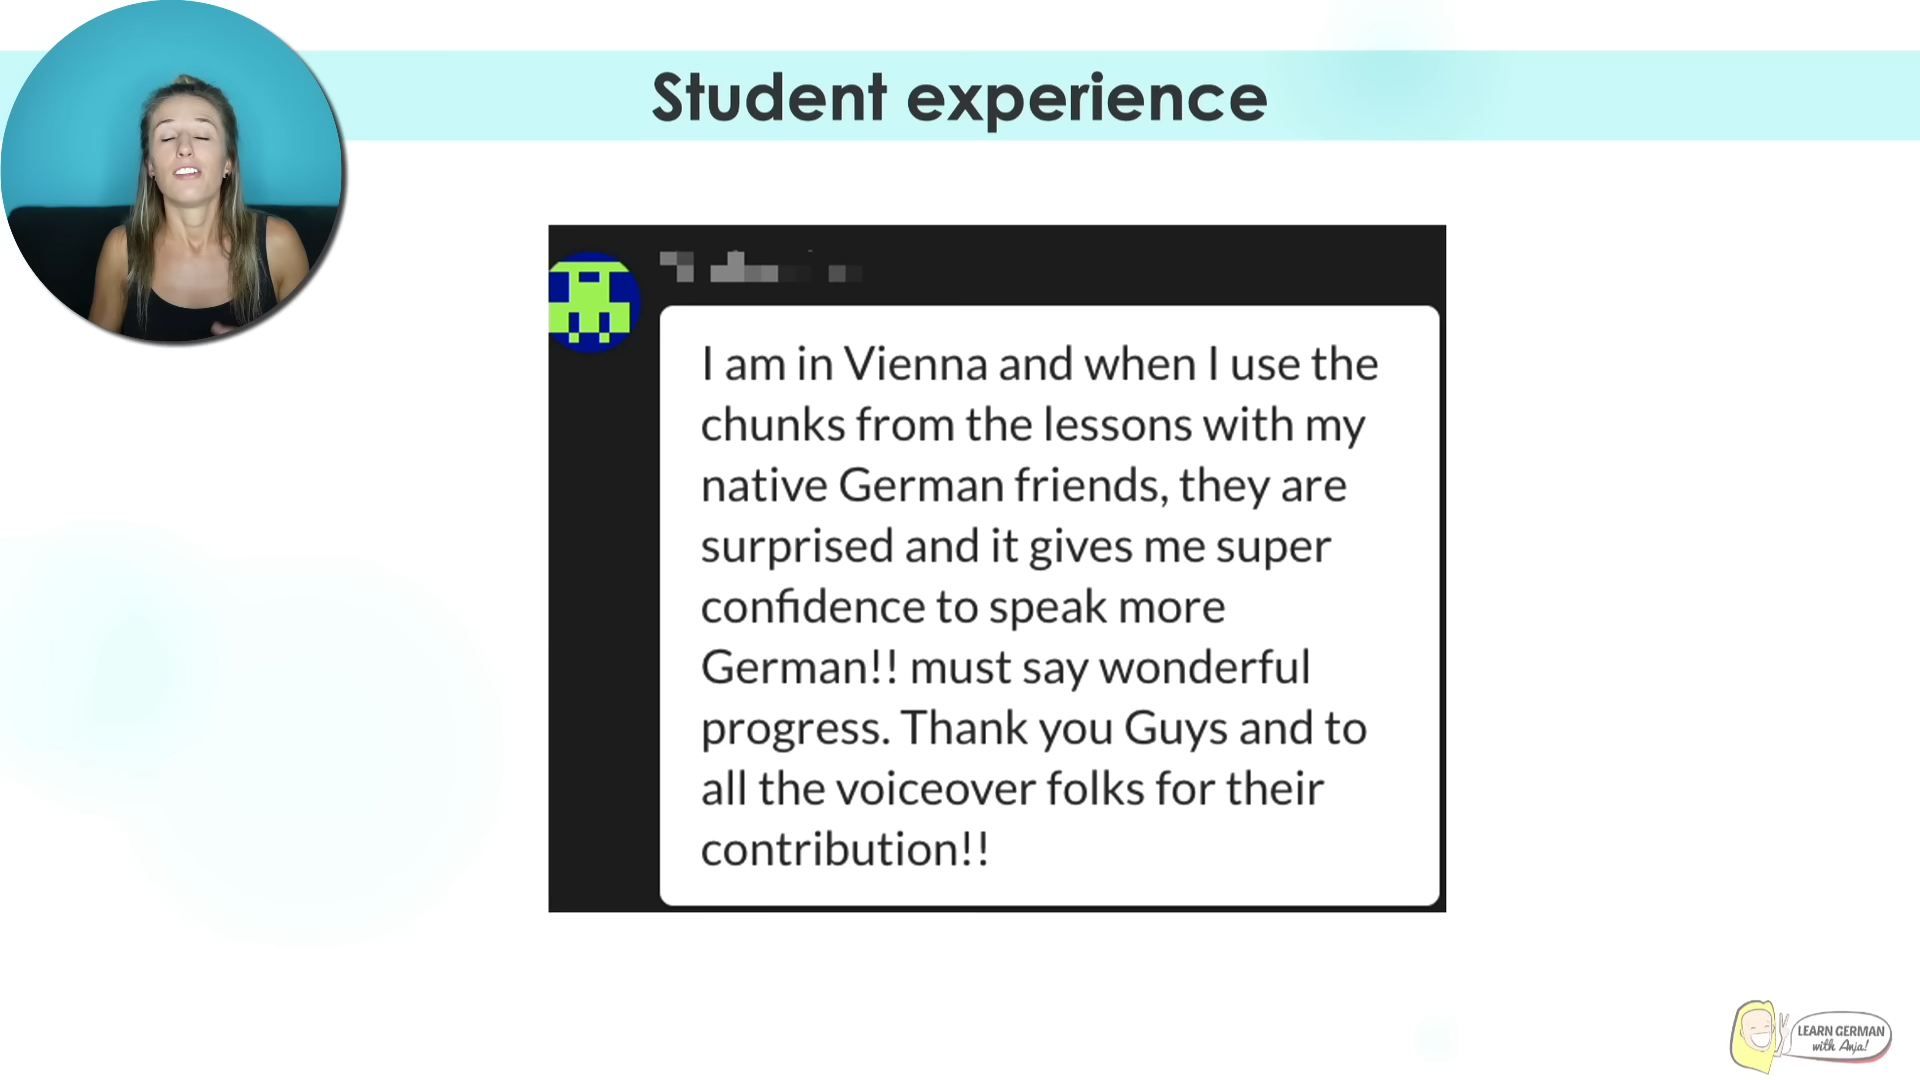 Student experience
I am in Vienna and when I use the
chunks from the lessons with my
native German friends, they are
surprised and it gives me super
confidence to speak more
German!! must say wonderful
progress. Thank you Guys and to
all the voiceover folks for their
contribution!!
LEARN GERMAN
with Anja!